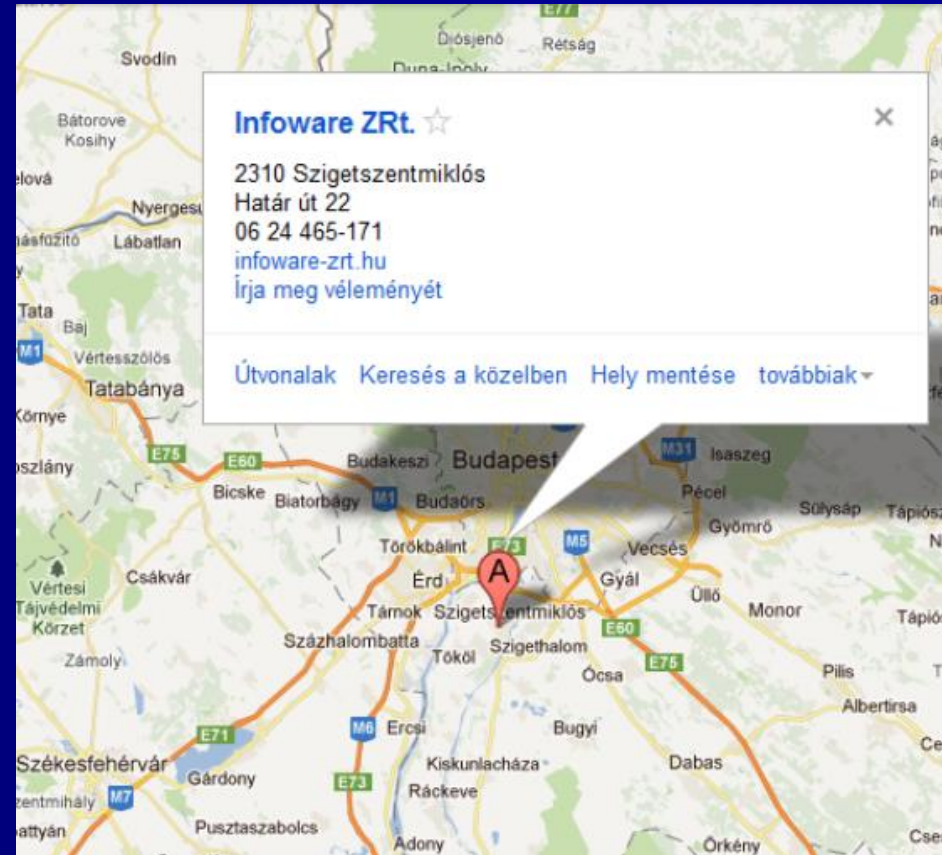 E77
Diósjenő
Rétság
Svodín
Duna-Ipoly
Bátorove
Kosihy
Infoware ZRt.
2310 Szigetszentmiklós
Határ út 22
06 24 465-171
infoware-zrt.hu
Írja meg véleményét
Útvonalak Keresés a közelben Hely mentése továbbiak
Lábatlan
Tata
Baj
M1
Vértesszőlös
Tatabánya
Környe
E75
E60
Budakeszi
Budapest
M31
Isaszeg
Bicske
Biatorbágy
M1
Budaörs
Pécel
Sülysáp
Gyömrő
Törökbálint
E73
M5
Vecsés
Vértesi
Tájvédelmi
Körzet
Csákvár
Érd
A
Gyál
Üllő
Monor
Tárnok
Szigetszentmiklós
E60
Százhalombatta
Tököl
Szigethalom
Zámoly
Ócsa
E75
Pilis
Albertirsa
M6
Ercsi
Bugyi
E71
Székesfehérvár
Gárdony
Kiskunlacháza
Dabas
E73
Ráckeve
M7
Pusztaszabolcs
Adony
Örkény